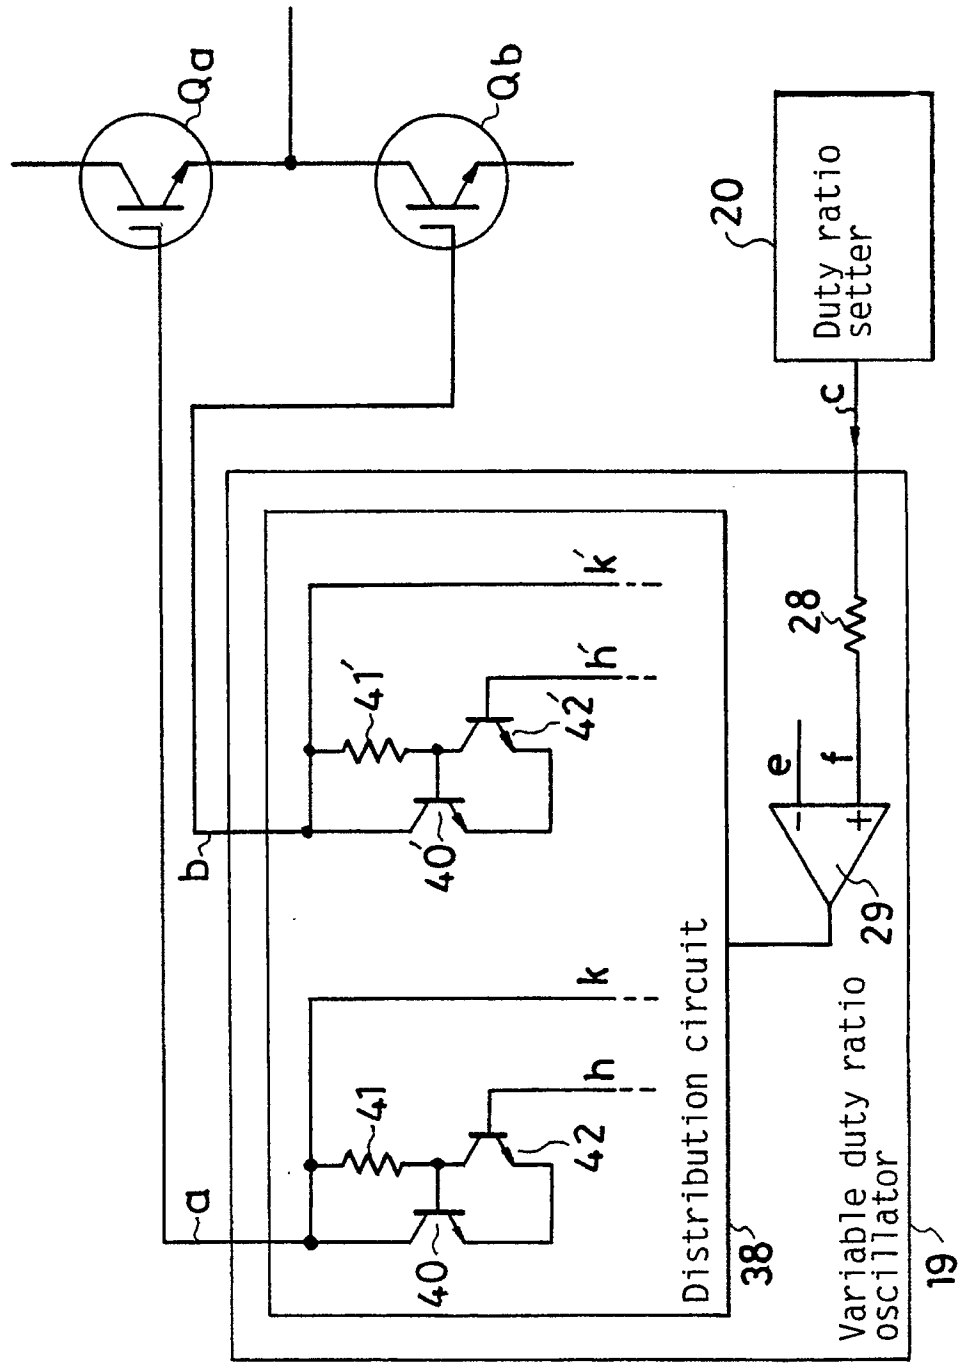 Qa
Qb
a
b
40
41
42
h
k
40'
41'
42'
h'
k'
Distribution circuit
38
29
e
f
-
+
28
c
20
Duty ratio
setter
Variable duty ratio
oscillator
19